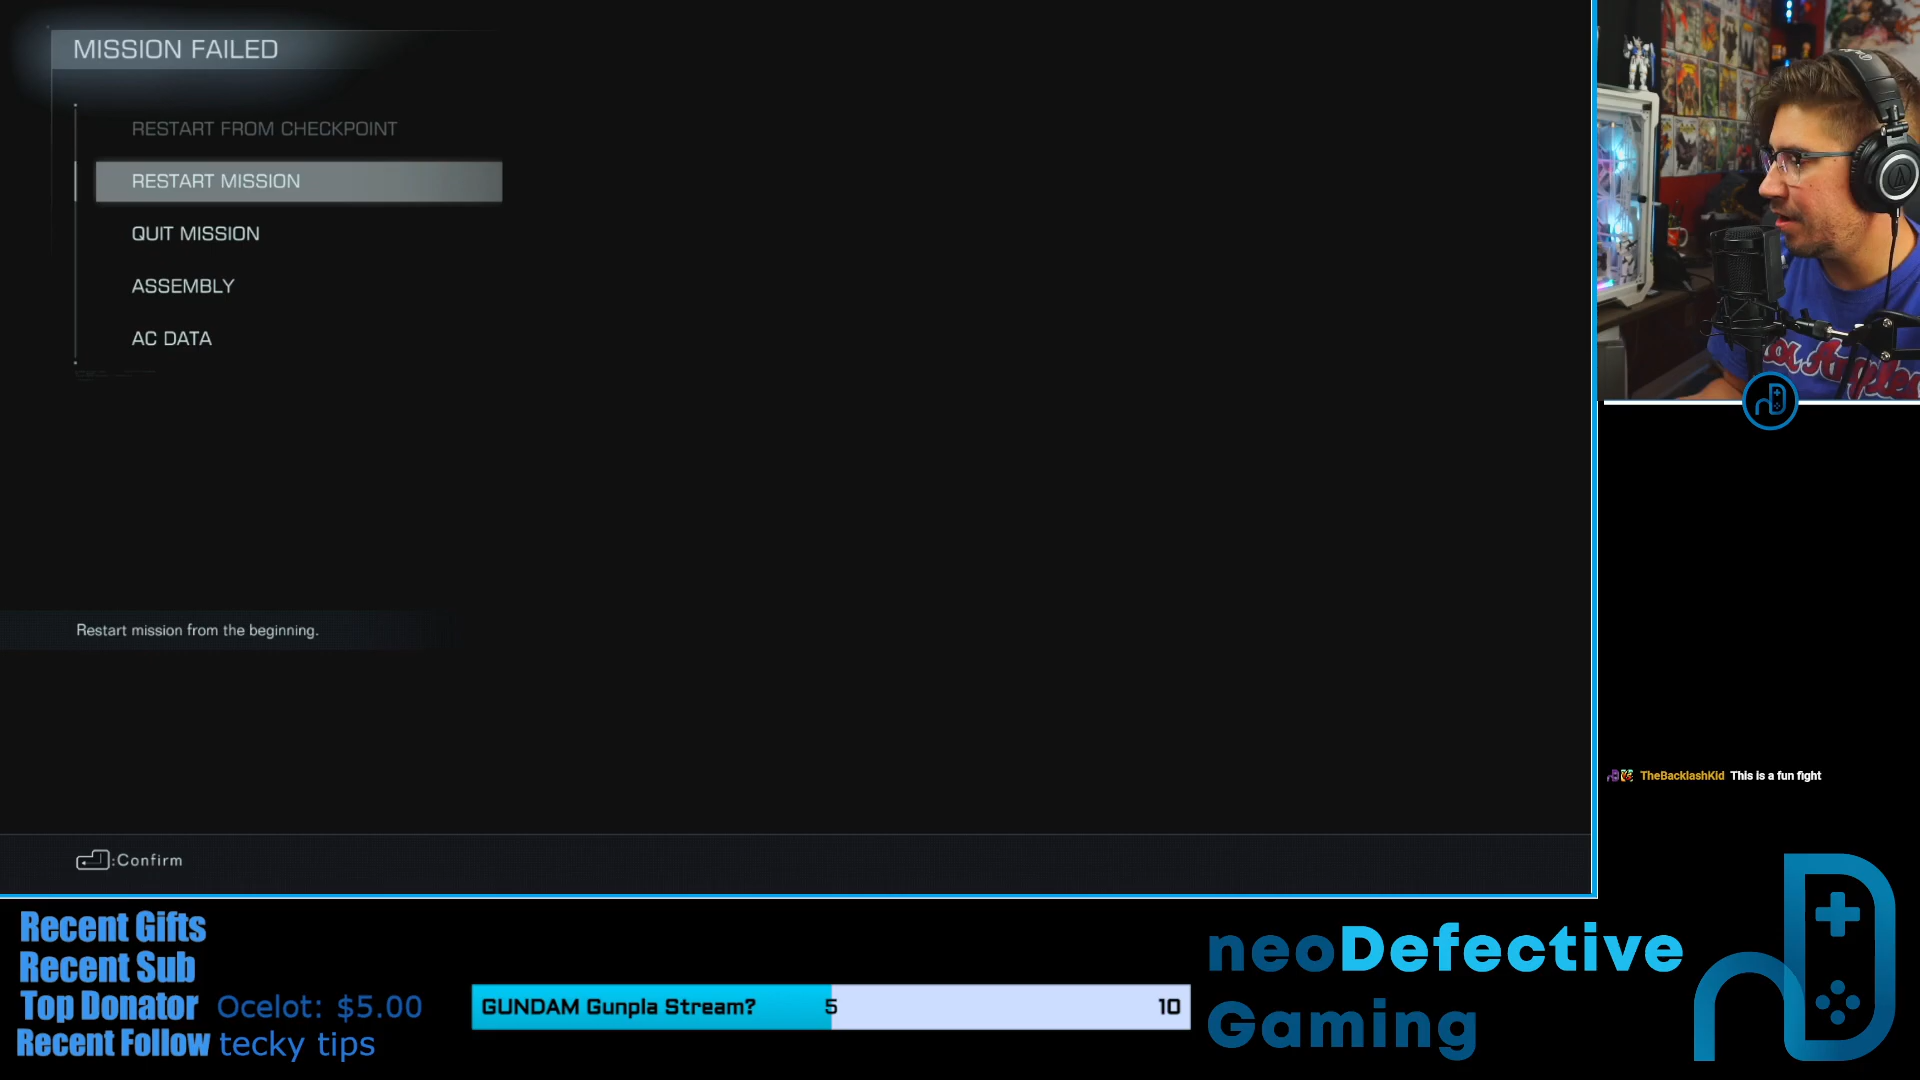 MISSION FAILED
RESTART FROM CHECKPOINT
RESTART MISSION
QUIT MISSION
ASSEMBLY
AC DATA
Restart mission from the beginning.
:Confirm
TheBacklashKid This is a fun fight
Recent Gifts
Recent Sub
Top Donator Ocelot: $5.00
Recent Follow tecky tips
GUNDAM Gunpla Stream? 5 10
neoDefective
Gaming